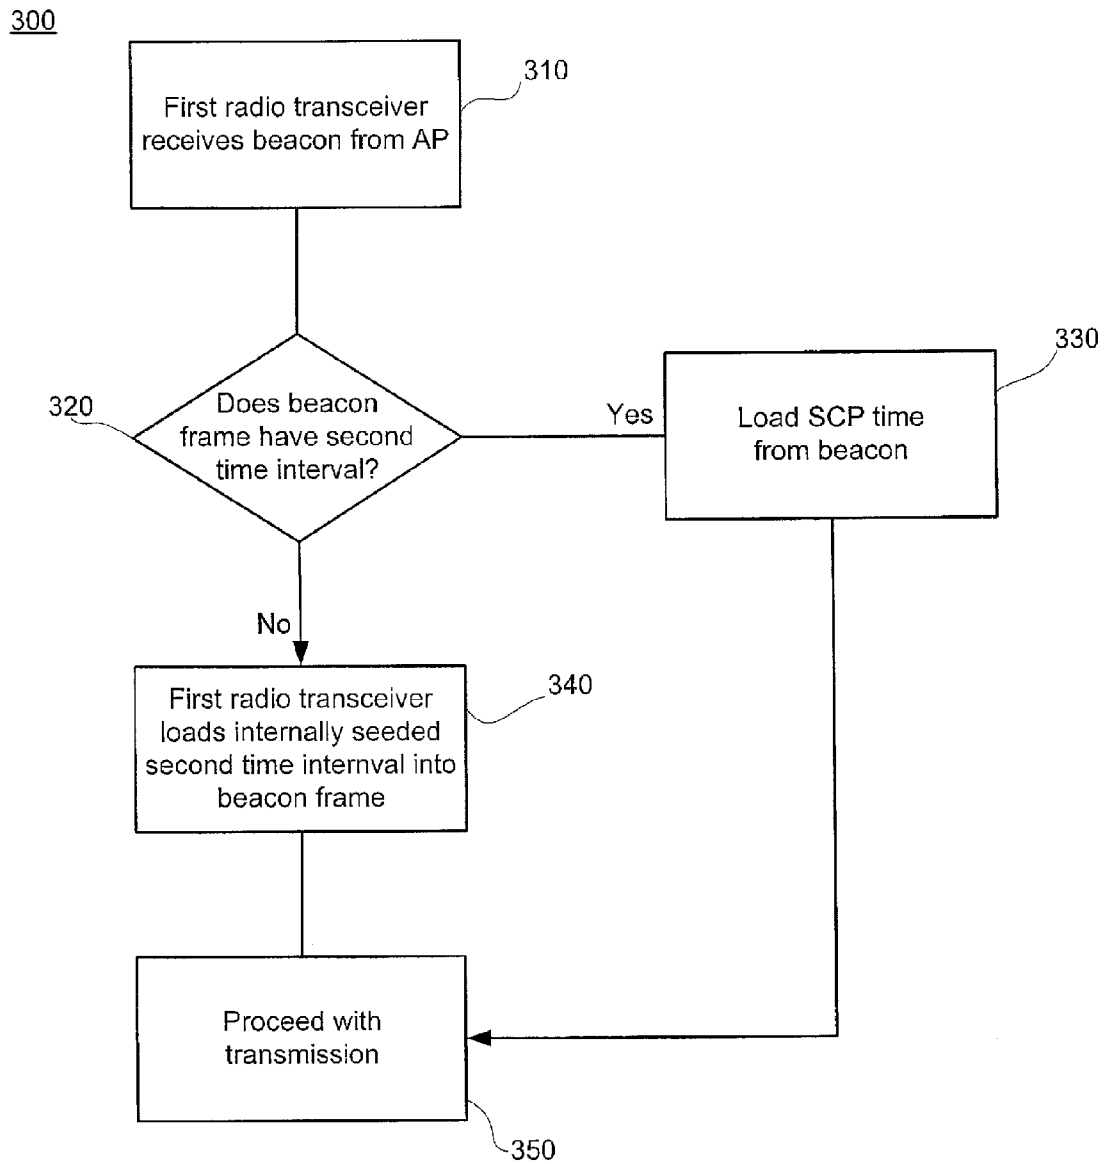 300
310
First radio transceiver
receives beacon from AP
320
Does beacon
frame have second
time interval?
Yes
330
Load SCP time
from beacon
No
340
First radio transceiver
loads internally seeded
second time internval into
beacon frame
Proceed with
transmission
350